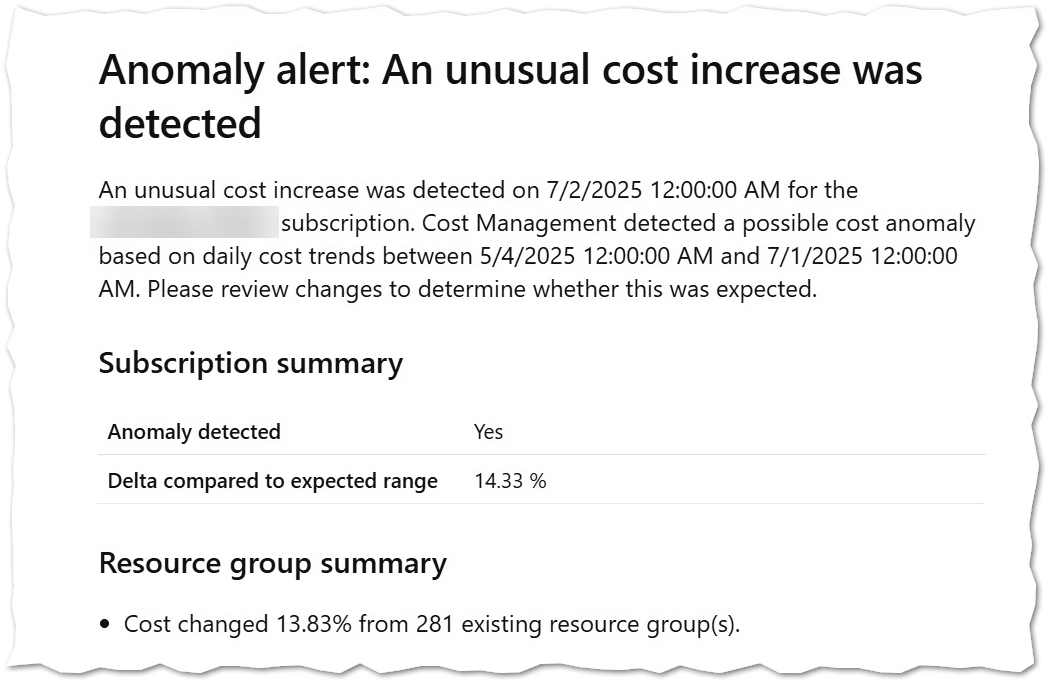 Anomaly alert: An unusual cost increase was
detected
An unusual cost increase was detected on 7/2/2025 12:00:00 AM for the
subscription. Cost Management detected a possible cost anomaly
based on daily cost trends between 5/4/2025 12:00:00 AM and 7/1/2025 12:00:00
AM. Please review changes to determine whether this was expected.
Subscription summary
Anomaly detected Yes
Delta compared to expected range 14.33 %
Resource group summary
• Cost changed 13.83% from 281 existing resource group(s).